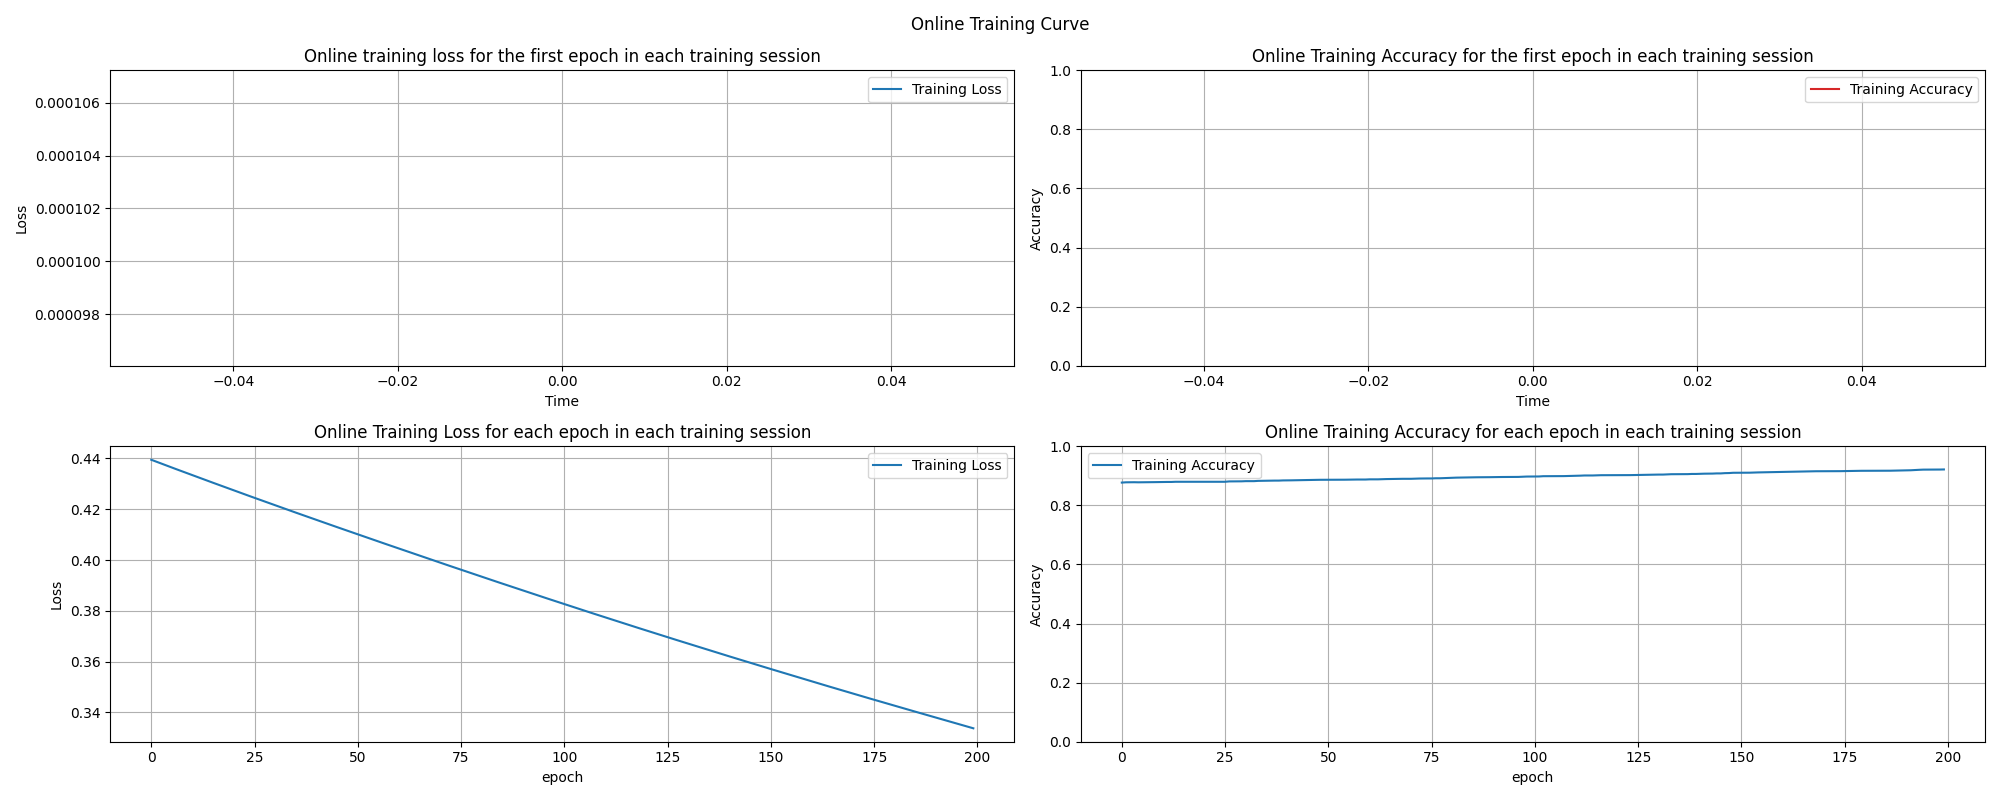 Online Training Curve
Online training loss for the first epoch in each training session
Training Loss
0.000106
0.000104
0.000102
0.000100
0.000098
Loss
−0.04 −0.02 0.00 0.02 0.04
Time
Online Training Accuracy for the first epoch in each training session
Training Accuracy
1.0
0.8
0.6
0.4
0.2
0.0
Accuracy
−0.04 −0.02 0.00 0.02 0.04
Time
Online Training Loss for each epoch in each training session
Training Loss
0.44
0.42
0.40
0.38
0.36
0.34
Loss
0 25 50 75 100 125 150 175 200
epoch
Online Training Accuracy for each epoch in each training session
Training Accuracy
1.0
0.8
0.6
0.4
0.2
0.0
Accuracy
0 25 50 75 100 125 150 175 200
epoch